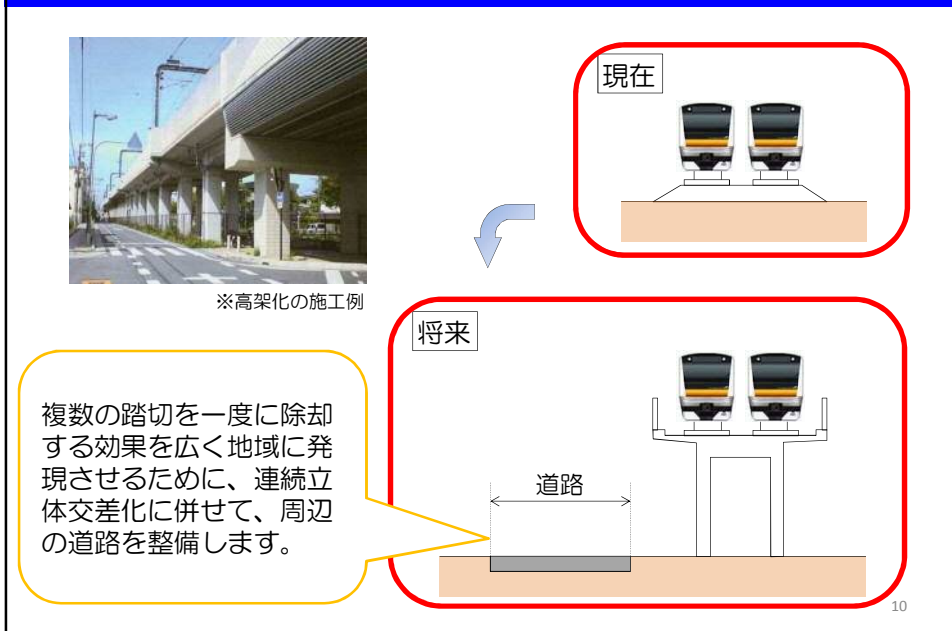 現在
※高架化の施工例
将来
複数の踏切を一度に除却
する効果を広く地域に発
現させるために、連続立
体交差化に併せて、周辺
の道路を整備します。
道路
10